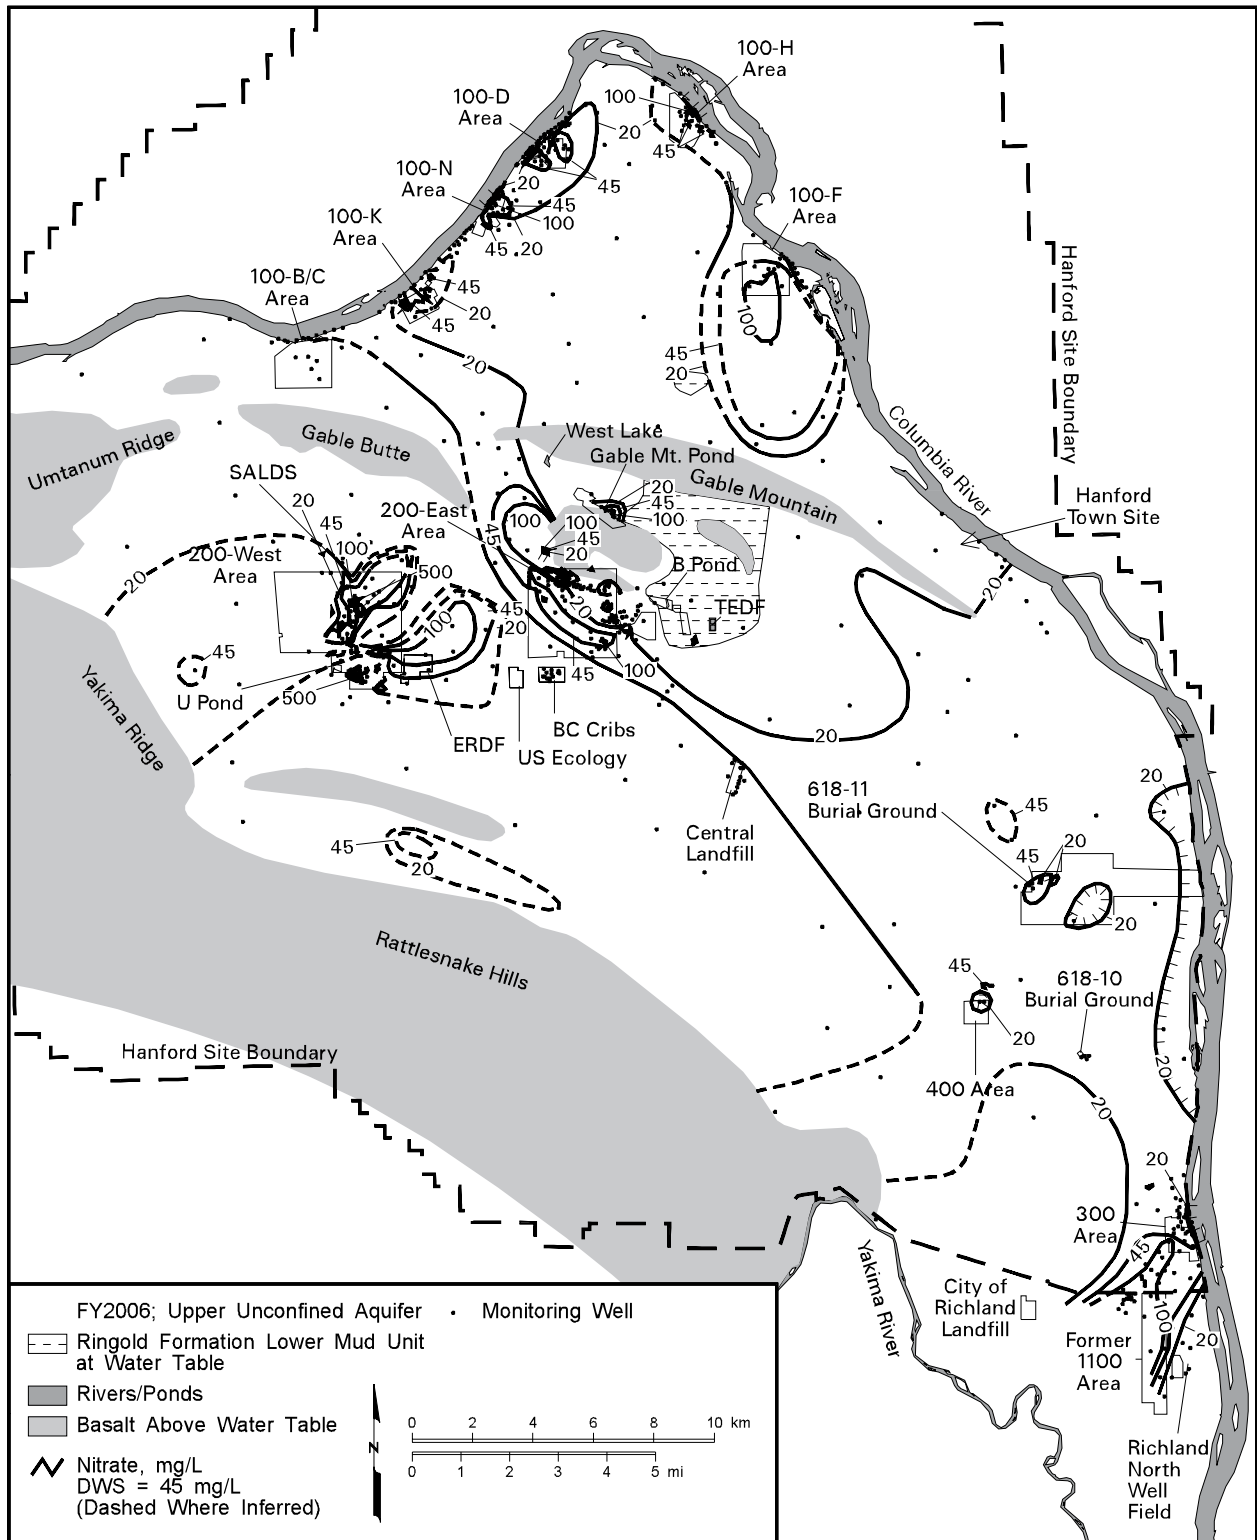 100-H
Area
100-D
Area
100
20
45
100-N
Area
20
45
45
100
45
20
100-F
Area
100-K
Area
100-B/C
Area
45
20
45
100
45
20
20
Hanford Site Boundary
Columbia River
Umtanum Ridge
Gable Butte
West Lake
Gable Mt. Pond
Gable Mountain
SALDS
20
45
100
200-West
Area
500
200-East
Area
45
100
100
45
20
20
45
100
Hanford
Town Site
B Pond
TEDF
20
20
20
100
45
20
45
U Pond
500
45
100
ERDF
US Ecology
BC Cribs
Yakima Ridge
20
20
618-11
Burial Ground
45
Central
Landfill
45
20
45
20
20
Rattlesnake Hills
45
618-10
Burial Ground
20
20
400 Area
20
Hanford Site Boundary
20
300
Area
45
Yakima River
City of
Richland
Landfill
100
20
Former
1100
Area
Richland
North
Well
Field
FY2006; Upper Unconfined Aquifer
Monitoring Well
Ringold Formation Lower Mud Unit
at Water Table
Rivers/Ponds
Basalt Above Water Table
Nitrate, mg/L
DWS = 45 mg/L
(Dashed Where Inferred)
N
0 2 4 6 8 10 km
0 1 2 3 4 5 mi